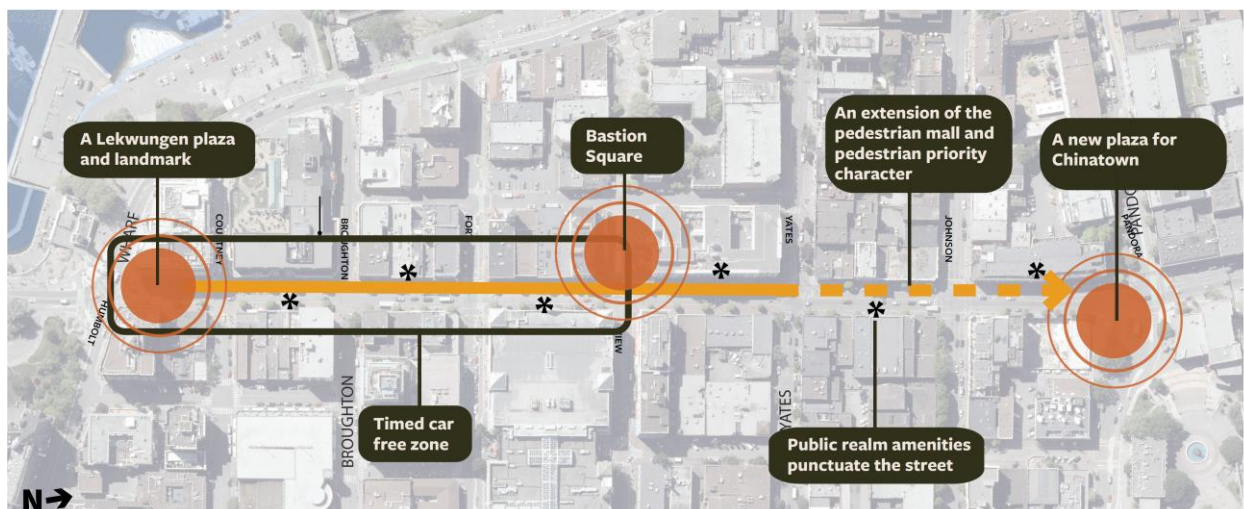 A Lekwungen plaza
and landmark
Bastion
Square
An extension of the
pedestrian mall and
pedestrian priority
character
A new plaza for
Chinatown
WHARF
COURTNEY
BROUGHTON
FORT
YATES
JOHNSON
PANDORA
PANDO
*
*
*
*
*
*
HUMBOLT
VIEW
BROUGHTON
YATES
Timed car
free zone
Public realm amenities
punctuate the street
N→